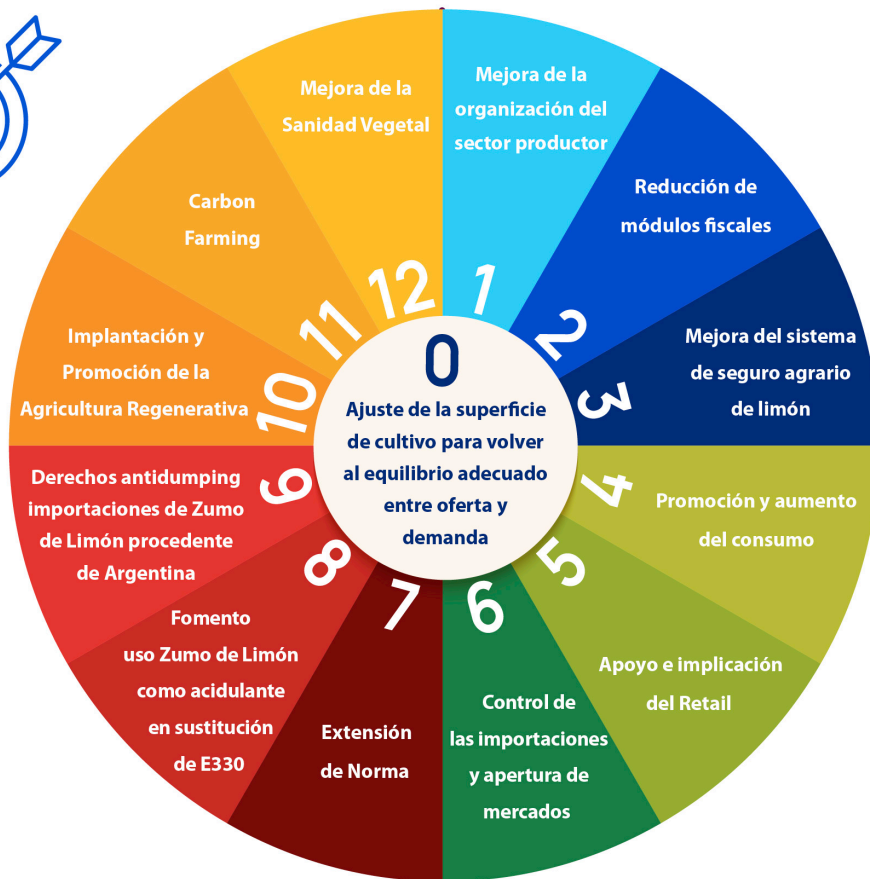 0
Ajuste de la superficie
de cultivo para volver
al equilibrio adecuado
entre oferta y
demanda
1
Mejora de la
organización del
sector productor
2
Reducción de
módulos fiscales
3
Mejora del sistema
de seguro agrario
de limón
4
Promoción y aumento
del consumo
5
Apoyo e implicación
del Retail
6
Control de
las importaciones
y apertura de
mercados
7
Extensión
de Norma
8
Fomento
uso Zumo de Limón
como acidulante
en sustitución
de E330
9
Derechos antidumping
importaciones de Zumo
de Limón procedente
de Argentina
10
Implantación y
Promoción de la
Agricultura Regenerativa
11
Carbon
Farming
12
Mejora de la
Sanidad Vegetal